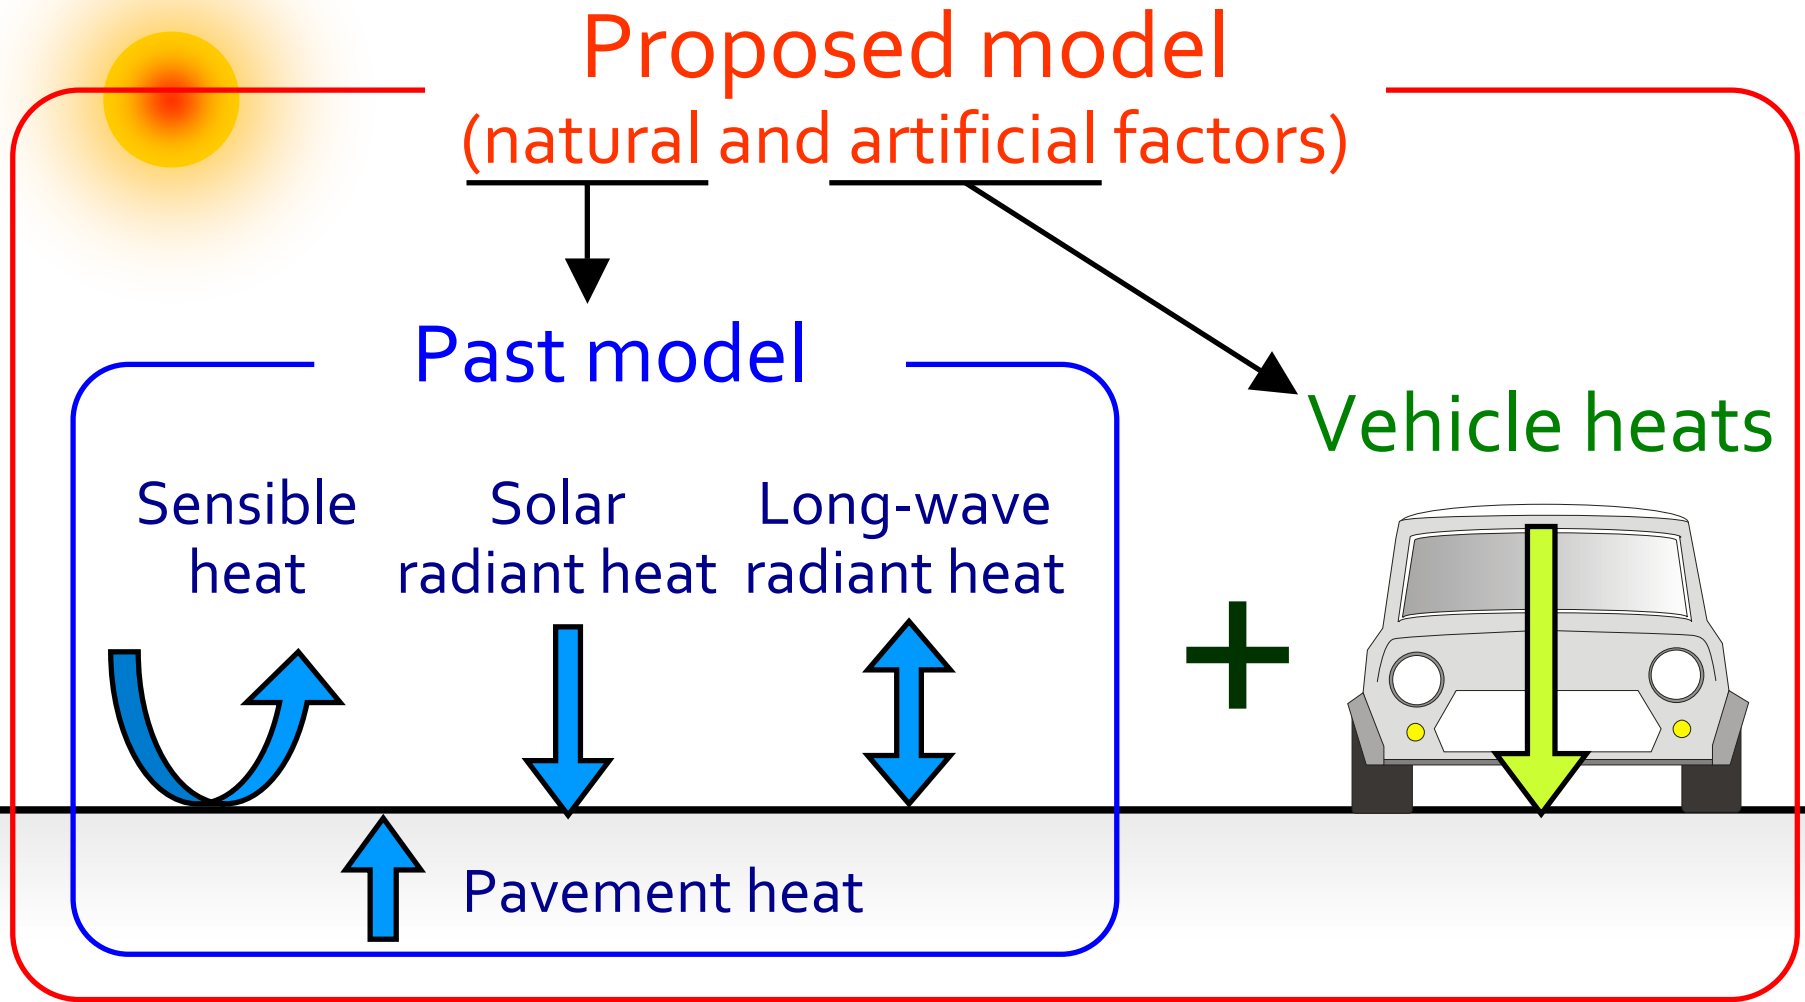 Proposed model
(natural and artificial factors)
Past model
Vehicle heats
Sensible
heat
Solar
radiant heat
Long-wave
radiant heat
+
Pavement heat